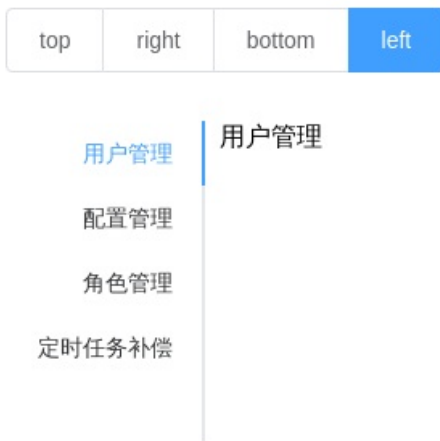 top right bottom left
用户管理 用户管理
配置管理
角色管理
定时任务补偿